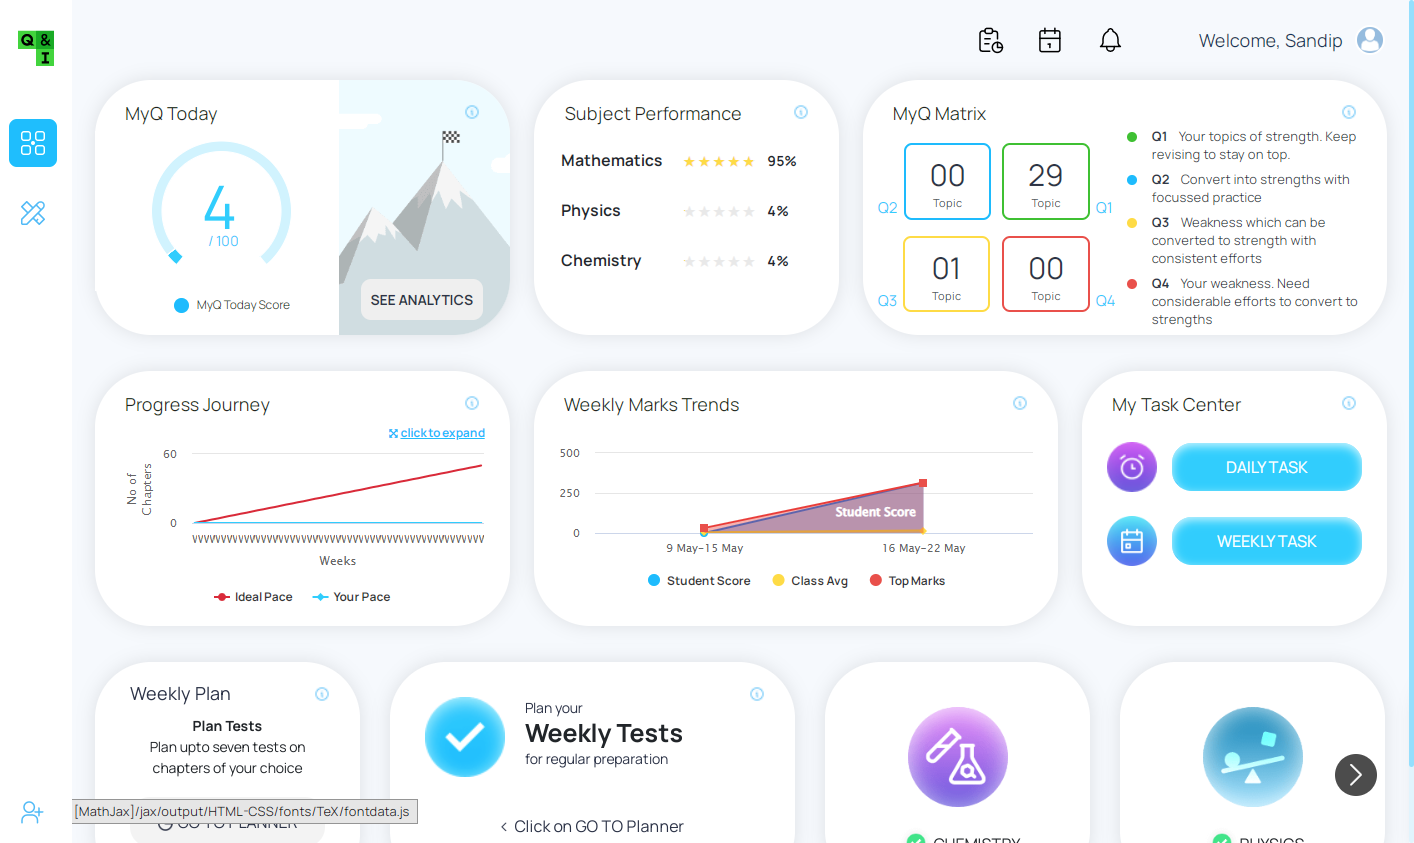 Q &
I
Welcome, Sandip
MyQ Today
4
/ 100
MyQ Today Score
SEE ANALYTICS
Subject Performance
Mathematics 95%
Physics 4%
Chemistry 4%
MyQ Matrix
00
Topic
Q2
29
Topic
Q1
01
Topic
Q3
00
Topic
Q4
Q1 Your topics of strength. Keep
revising to stay on top.
Q2 Convert into strengths with
focussed practice
Q3 Weakness which can be
converted to strength with
consistent efforts
Q4 Your weakness. Need
considerable efforts to convert to
strengths
Progress Journey
click to expand
No of
Chapters
60
0
Weeks
Ideal Pace Your Pace
Weekly Marks Trends
500
250
0
Student Score
9 May–15 May 16 May–22 May
Student Score Class Avg Top Marks
My Task Center
DAILY TASK
WEEKLY TASK
Weekly Plan
Plan Tests
Plan upto seven tests on
chapters of your choice
GO TO PLANNER
Plan your
Weekly Tests
for regular preparation
< Click on GO TO Planner
CHEMISTRY
PHYSICS
[MathJax]/jax/output/HTML-CSS/fonts/TeX/fontdata.js